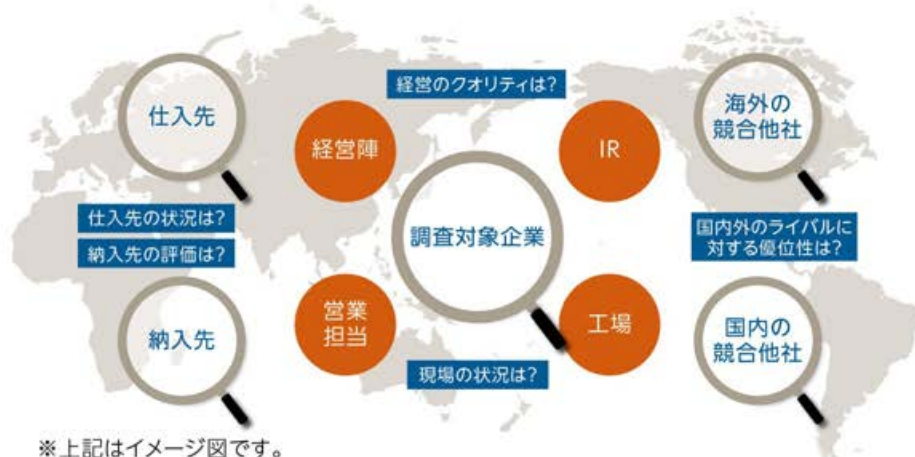 仕入先
仕入先の状況は?
納入先の評価は?
納入先
経営のクオリティは?
経営陣
IR
調査対象企業
営業
担当
工場
現場の状況は?
海外の
競合他社
国内外のライバルに
対する優位性は?
国内の
競合他社
※上記はイメージ図です。